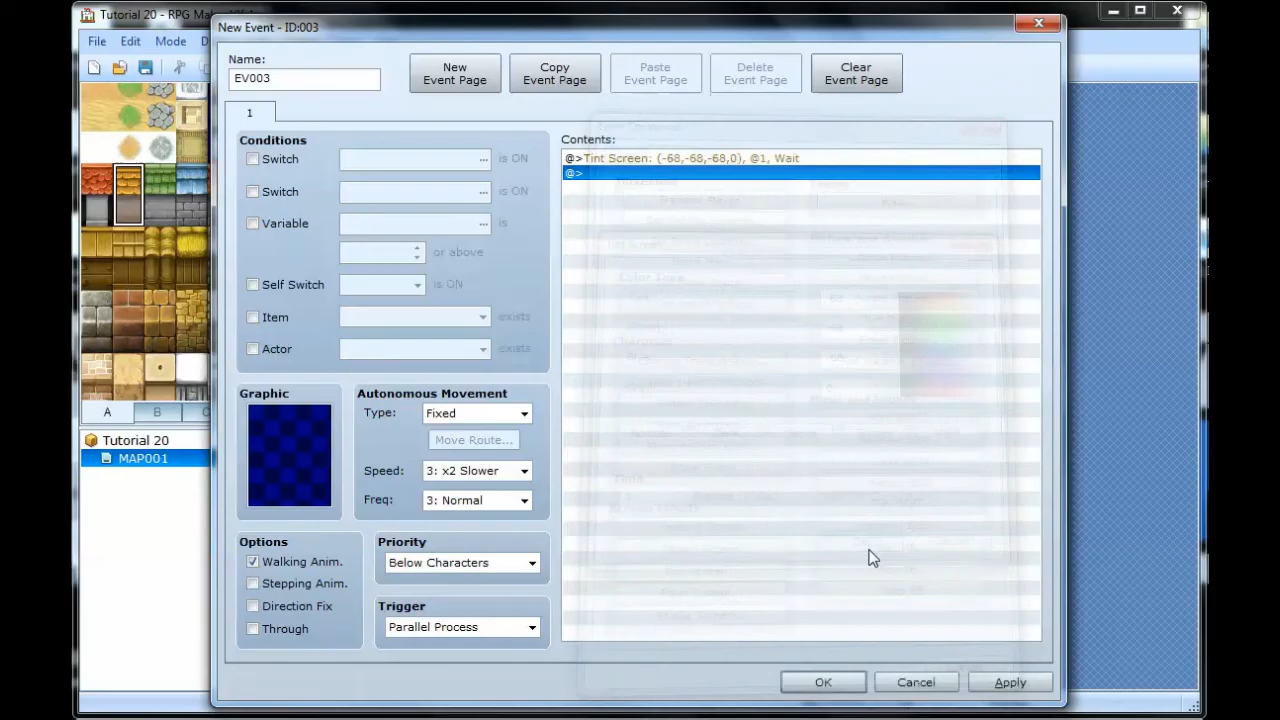 Tutorial 20 - RPG Maker
New Event - ID:003
File Edit Mode D
Name:
EV003
New
Event Page
Copy
Event Page
Paste
Event Page
Delete
Event Page
Clear
Event Page
1
Conditions
Switch ... is ON
Switch ... is ON
Variable ... is
or above
Self Switch is ON
Item exists
Actor exists
Contents:
@>Tint Screen: (-68,-68,-68,0), @1, Wait
@>
Graphic
Autonomous Movement
Type: Fixed
Move Route...
Speed: 3: x2 Slower
Freq: 3: Normal
Options
Walking Anim.
Stepping Anim.
Direction Fix
Through
Priority
Below Characters
Trigger
Parallel Process
A B C
Tutorial 20
MAP001
OK Cancel Apply